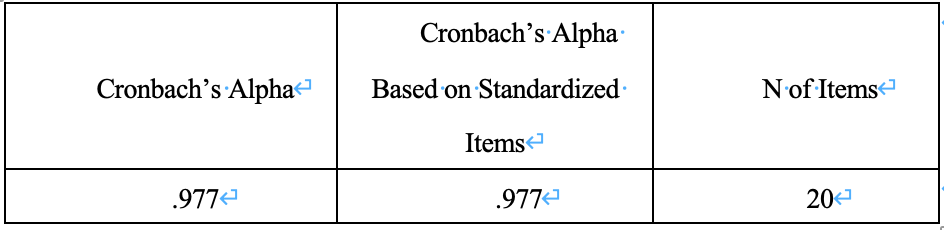 Cronbach’s Alpha
Cronbach’s Alpha
Based on Standardized
Items
N of Items
.977
.977
20